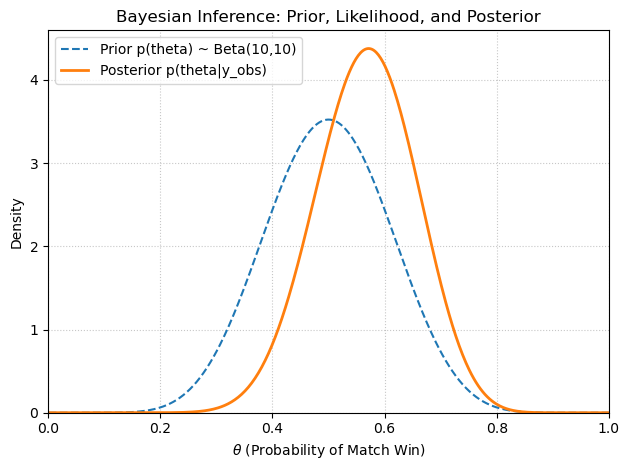 Bayesian Inference: Prior, Likelihood, and Posterior
Prior p(theta) ~ Beta(10,10)
Posterior p(theta|y_obs)
Density
4
3
2
1
0
0.0 0.2 0.4 0.6 0.8 1.0
θ (Probability of Match Win)